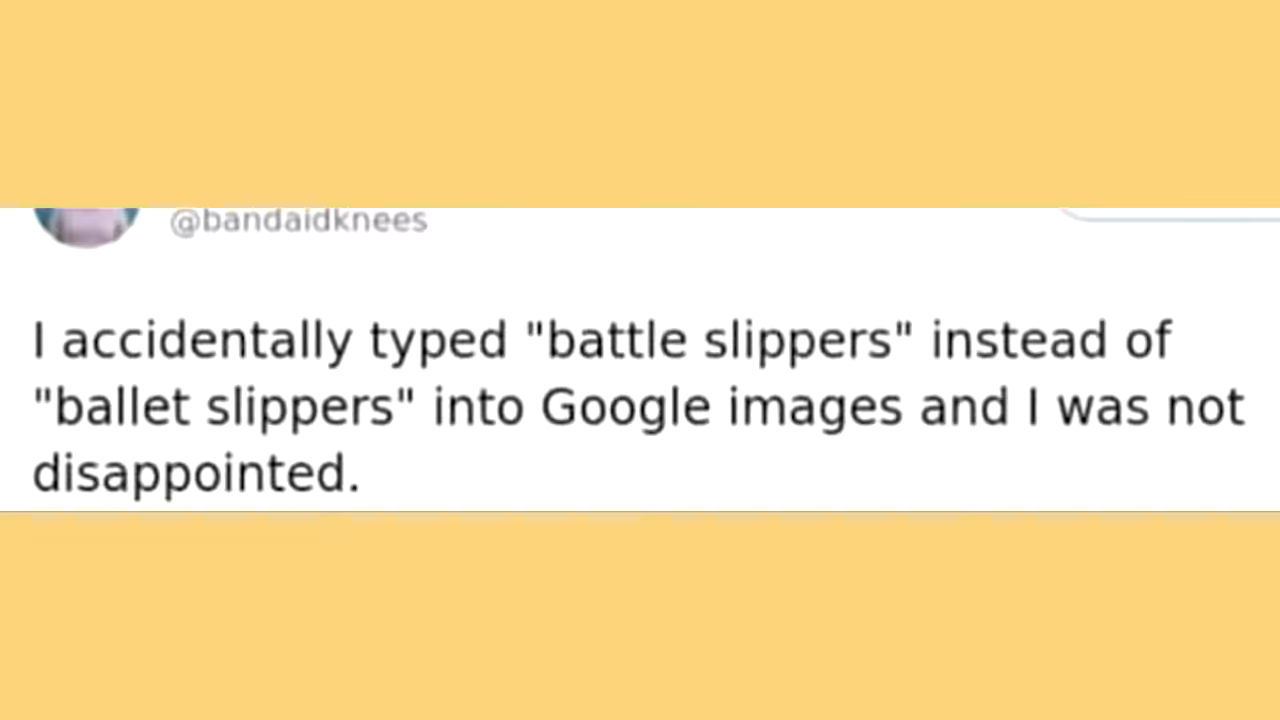 @bandaidknees
I accidentally typed "battle slippers" instead of
"ballet slippers" into Google images and I was not
disappointed.